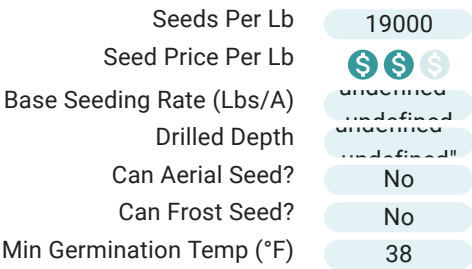 Seeds Per Lb 19000
Seed Price Per Lb $ $ $
Base Seeding Rate (Lbs/A) undefined
undefined
Drilled Depth undefined
undefined"
Can Aerial Seed? No
Can Frost Seed? No
Min Germination Temp (°F) 38